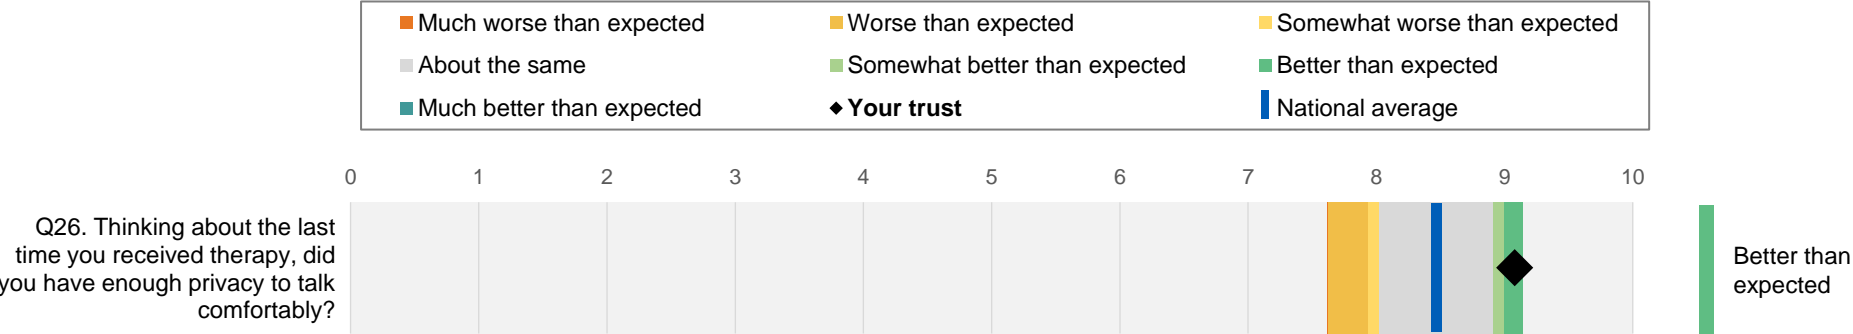 Much worse than expected
Worse than expected
Somewhat worse than expected
About the same
Somewhat better than expected
Better than expected
Much better than expected
Your trust
National average
0 1 2 3 4 5 6 7 8 9 10
Q26. Thinking about the last
time you received therapy, did
you have enough privacy to talk
comfortably?
Better than
expected